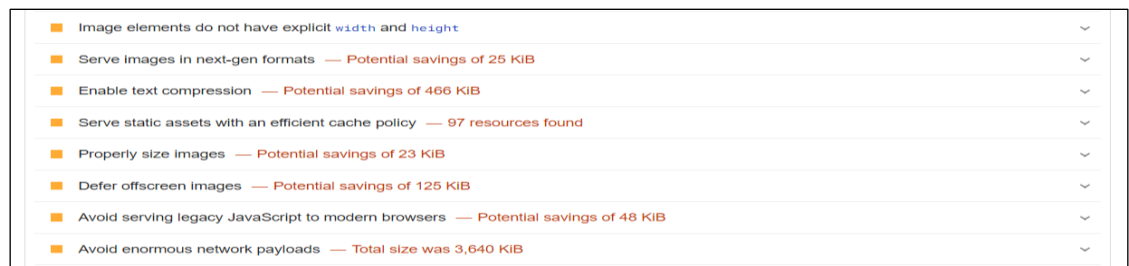 Image elements do not have explicit width and height
Serve images in next-gen formats — Potential savings of 25 KiB
Enable text compression — Potential savings of 466 KiB
Serve static assets with an efficient cache policy — 97 resources found
Properly size images — Potential savings of 23 KiB
Defer offscreen images — Potential savings of 125 KiB
Avoid serving legacy JavaScript to modern browsers — Potential savings of 48 KiB
Avoid enormous network payloads — Total size was 3,640 KiB